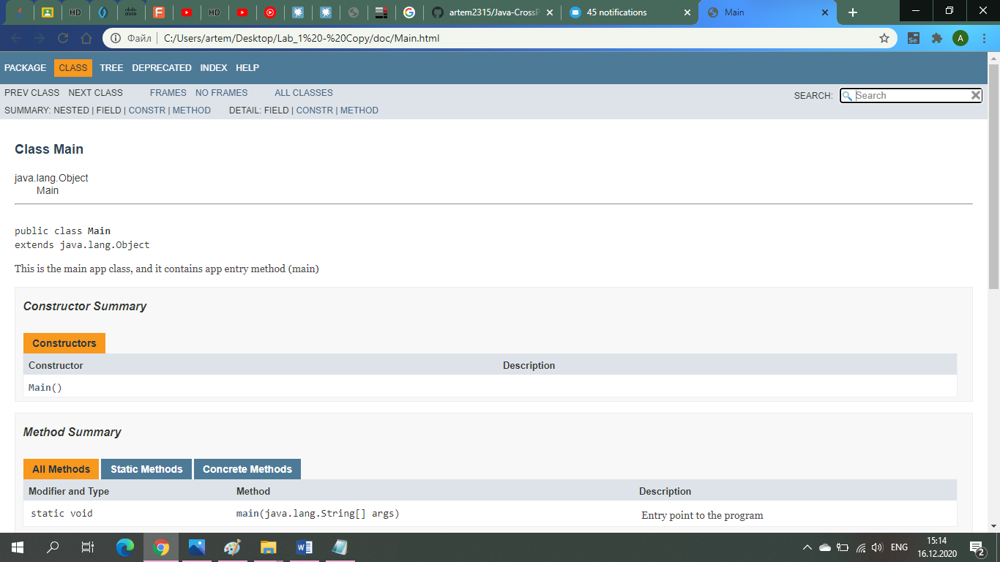 HD
HD
artem2315/Java-CrossP
45 notifications
Main
Файл
C:/Users/artem/Desktop/Lab_1%20-%20Copy/doc/Main.html
A
PACKAGE CLASS TREE DEPRECATED INDEX HELP
PREV CLASS NEXT CLASS FRAMES NO FRAMES ALL CLASSES
SEARCH: Search
SUMMARY: NESTED | FIELD | CONSTR | METHOD DETAIL: FIELD | CONSTR | METHOD
Class Main
java.lang.Object
Main
public class Main
extends java.lang.Object
This is the main app class, and it contains app entry method (main)
Constructor Summary
Constructors
Constructor Description
Main()
Method Summary
All Methods Static Methods Concrete Methods
Modifier and Type Method Description
static void main(java.lang.String[] args) Entry point to the program
ENG
15:14
16.12.2020
2